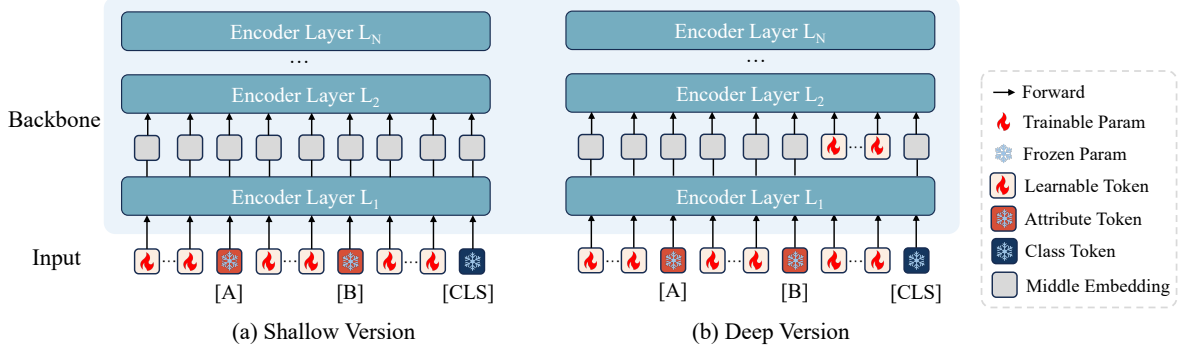 Encoder Layer L_N
...
Encoder Layer L_2
Backbone
Encoder Layer L_1
Input
... ... ...
[A] [B] [CLS]
(a) Shallow Version
Encoder Layer L_N
...
Encoder Layer L_2
...
Encoder Layer L_1
... ... ...
[A] [B] [CLS]
(b) Deep Version
Forward
Trainable Param
Frozen Param
Learnable Token
Attribute Token
Class Token
Middle Embedding